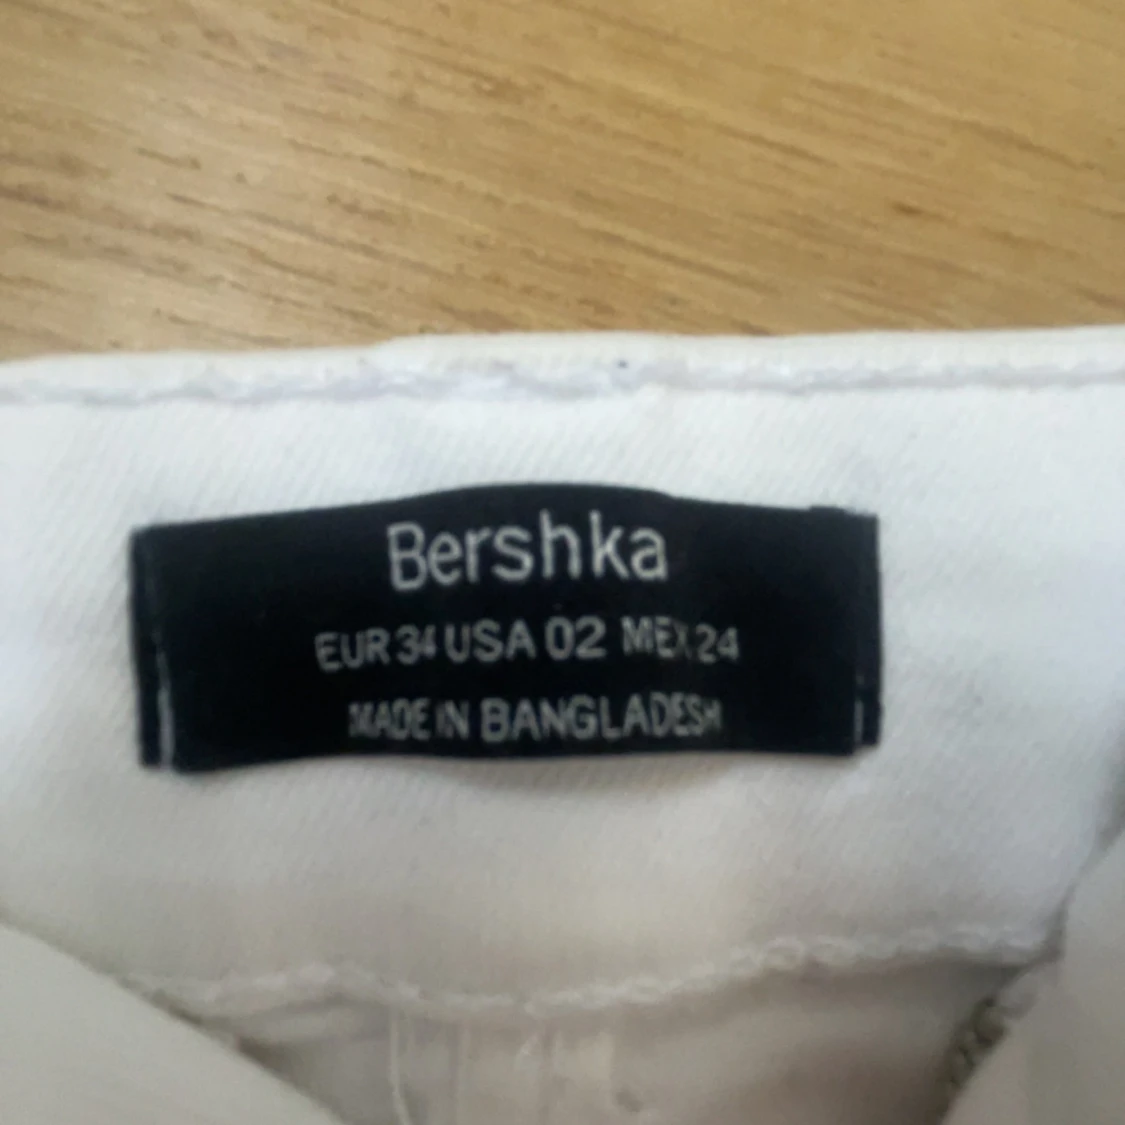 Bershka
EUR 34 USA 02 MEX 24
MADE IN BANGLADESH